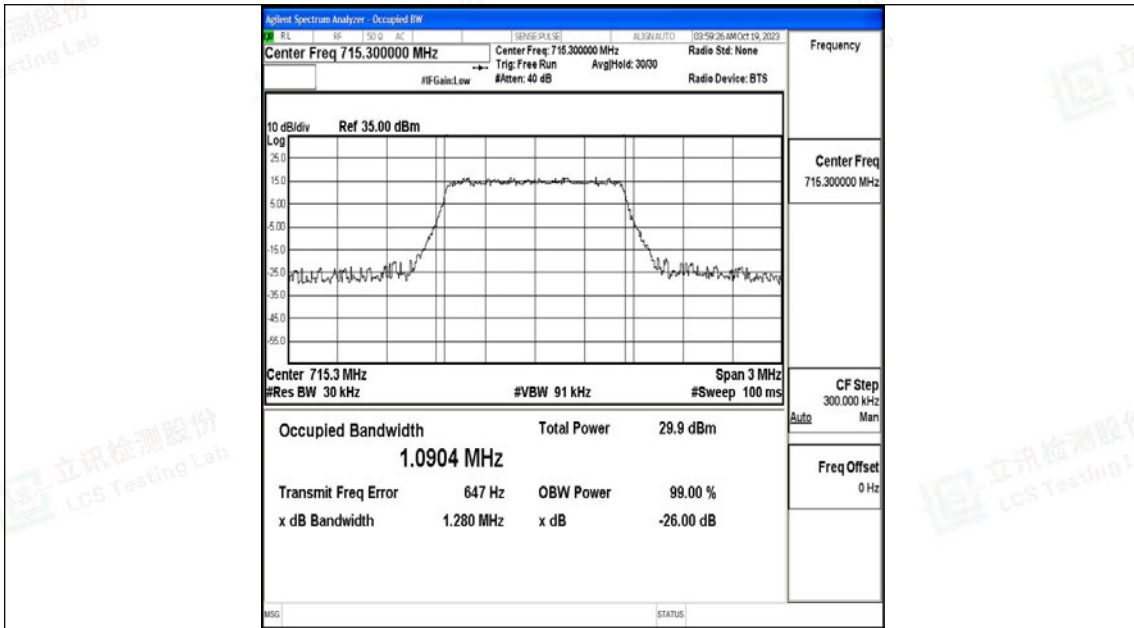 Agilent Spectrum Analyzer - Occupied BW
RL RF 50 Ω AC SENSE:PULSE ALIGNAUTO 03:59:26 AM Oct 19, 2023
Center Freq 715.300000 MHz
Center Freq: 715.300000 MHz
Radio Std: None
Trig: Free Run
Avg|Hold: 30/30
#IFGain:Low
#Atten: 40 dB
Radio Device: BTS
Frequency
10 dB/div
Ref 35.00 dBm
Log
25.0
15.0
5.00
-5.00
-15.0
-25.0
-35.0
-45.0
-55.0
Center Freq
715.300000 MHz
Center 715.3 MHz
Span 3 MHz
#Res BW 30 kHz
#VBW 91 kHz
#Sweep 100 ms
CF Step
300.000 kHz
Auto Man
Occupied Bandwidth
Total Power 29.9 dBm
1.0904 MHz
Transmit Freq Error 647 Hz
OBW Power 99.00 %
x dB Bandwidth 1.280 MHz
x dB -26.00 dB
Freq Offset
0 Hz
MSG
STATUS
立讯检测股份
LCS Testing Lab
立讯检测股份
LCS Testing L
测股份
sting Lab
立